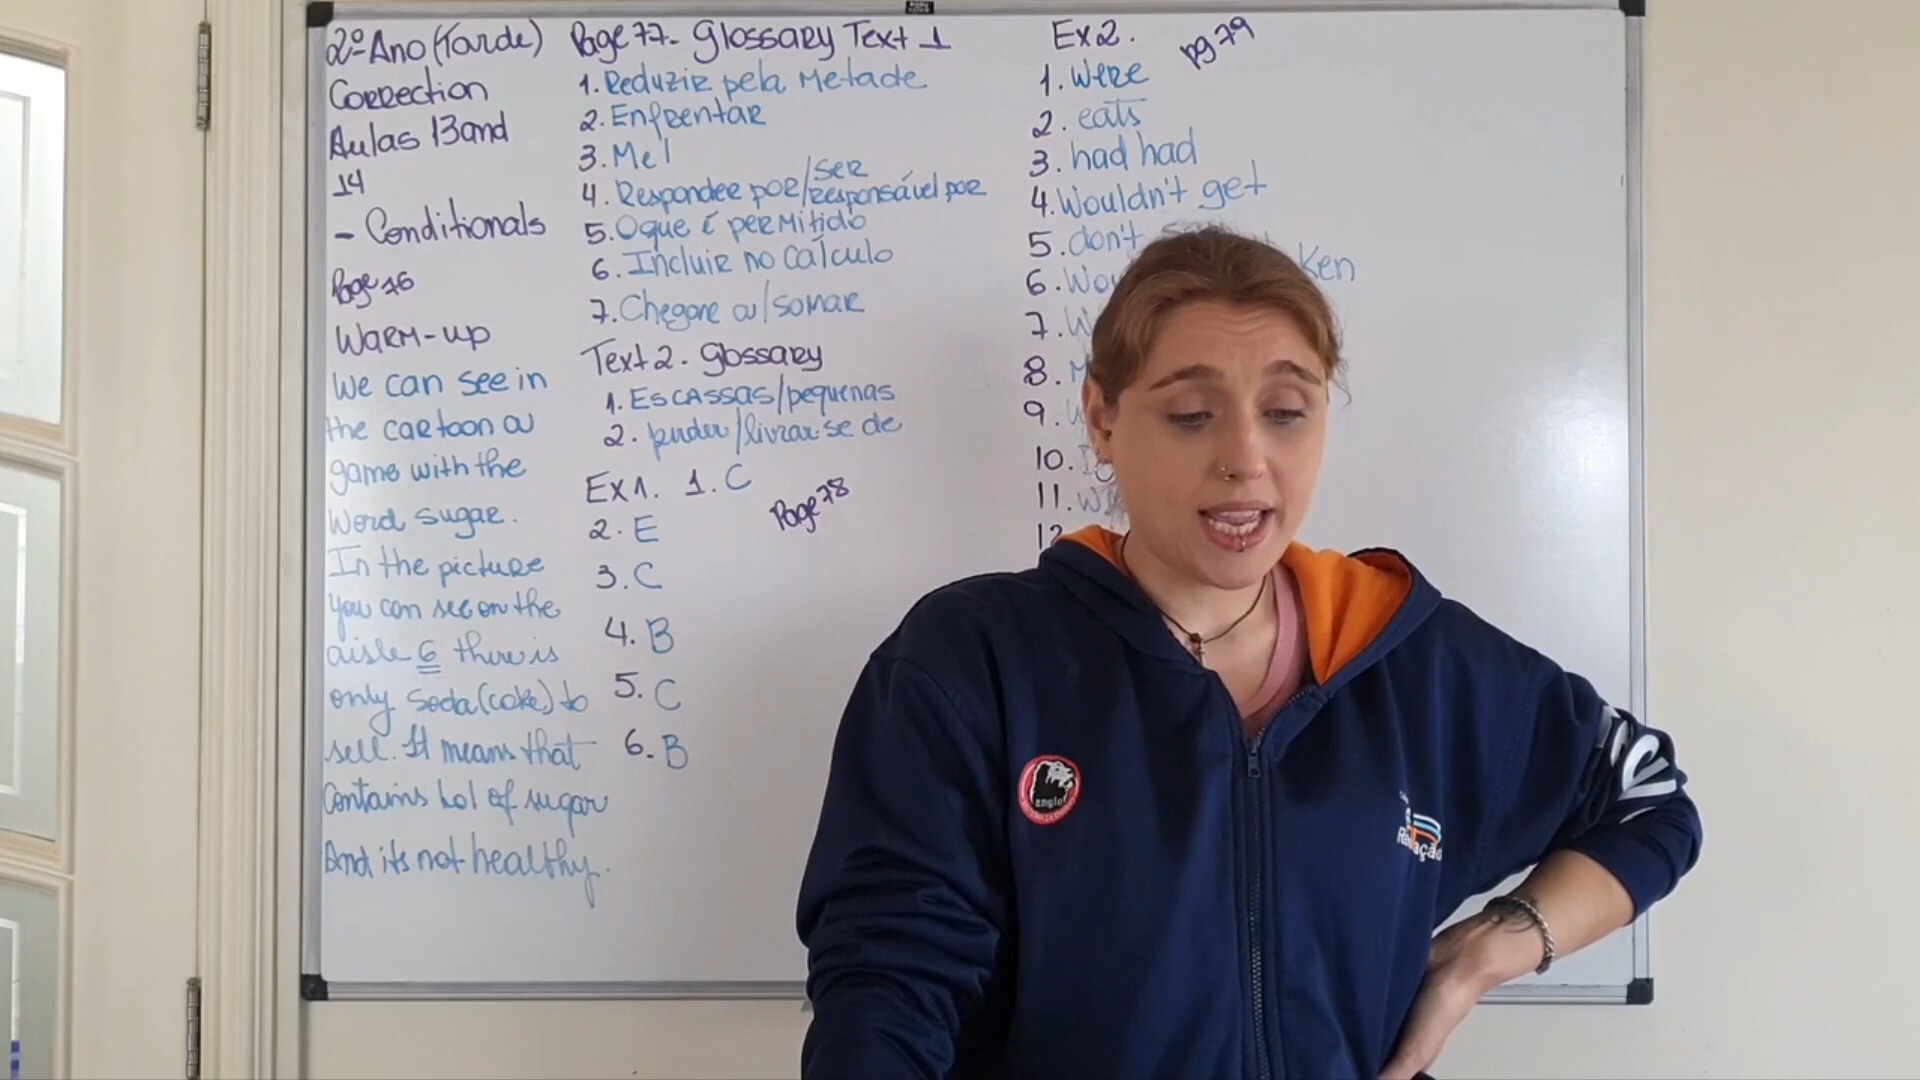 2º Ano (Tarde)
Correction
Aulas 13 and
14
- Conditionals
Page 76
Warm-up
We can see in
the cartoon a
game with the
Word sugar.
In the picture
you can see on the
aisle 6 there is
only soda (coke) to
sell. It means that
Contains lot of sugar
And its not healthy.
Page 77- Glossary Text 1
1. Reduzir pela Metade
2. Enfrentar
3. Mel
4. Responder por/ser responsável por
5. Oque é permitido
6. Incluir no Cálculo
7. Chegare a/somar
Text 2. Glossary
1. Escassas/pequenas
2. perder/livrar-se de
Ex 1. 1. C
Page 78
2. E
3. C
4. B
5. C
6. B
Ex 2. pg 79
1. Were
2. eats
3. had had
4. Wouldn't get
5. don't
6.
7.
8.
9.
10.
11.
12
anglo